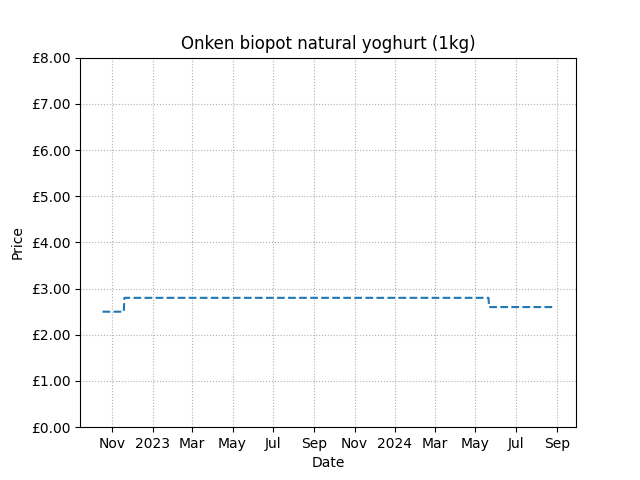 Onken biopot natural yoghurt (1kg)
£8.00
£7.00
£6.00
£5.00
£4.00
£3.00
£2.00
£1.00
£0.00
Price
Nov 2023 Mar May Jul Sep Nov 2024 Mar May Jul Sep
Date